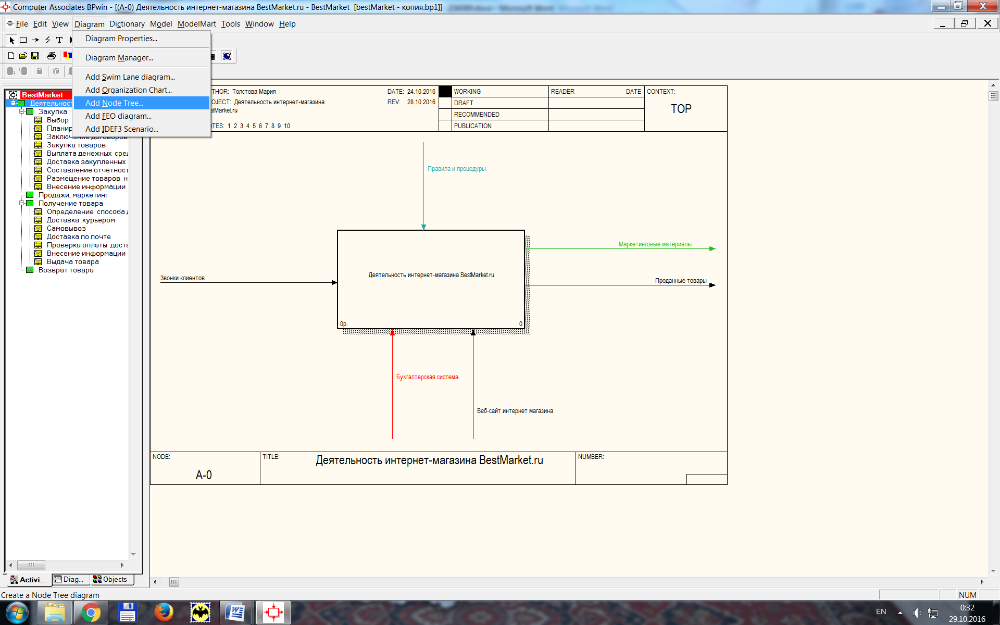 Computer Associates BPwin - [(A-0) Деятельность интернет-магазина BestMarket.ru - BestMarket  [bestMarket - копия.bp1]]
File Edit View Diagram Dictionary Model ModelMart Tools Window Help
Diagram Properties...
Diagram Manager...
Add Swim Lane diagram...
Add Organization Chart...
Add Node Tree...
Add FEO diagram...
Add IDEF3 Scenario...
BestMarket
Деятельност
Закупка
Выбор
Планир
Заключение договоров
Закупка товаров
Выплата денежных сред
Доставка закупленных
Составление отчетност
Размещение товаров н
Внесение информации
Продажи, маркетинг
Получение товара
Определение способа д
Доставка курьером
Самовывоз
Доставка по почте
Проверка оплаты доста
Внесение информации
Выдача товара
Возврат товара
Activi... Diag... Objects
THOR: Толстова Мария
DATE: 24.10.2016
OJECT: Деятельность интернет-магазина
stMarket.ru
REV: 28.10.2016
TES: 1 2 3 4 5 6 7 8 9 10
WORKING
DRAFT
RECOMMENDED
PUBLICATION
READER DATE
CONTEXT:
TOP
Правила и процедуры
Маркетинговые материалы
Звонки клиентов
Деятельность интернет-магазина BestMarket.ru
Проданные товары
0р. 0
Бухгалтерская система
Веб-сайт интернет магазина
NODE:
A-0
TITLE:
Деятельность интернет-магазина BestMarket.ru
NUMBER:
Create a Node Tree diagram
NUM
EN
0:32
29.10.2016